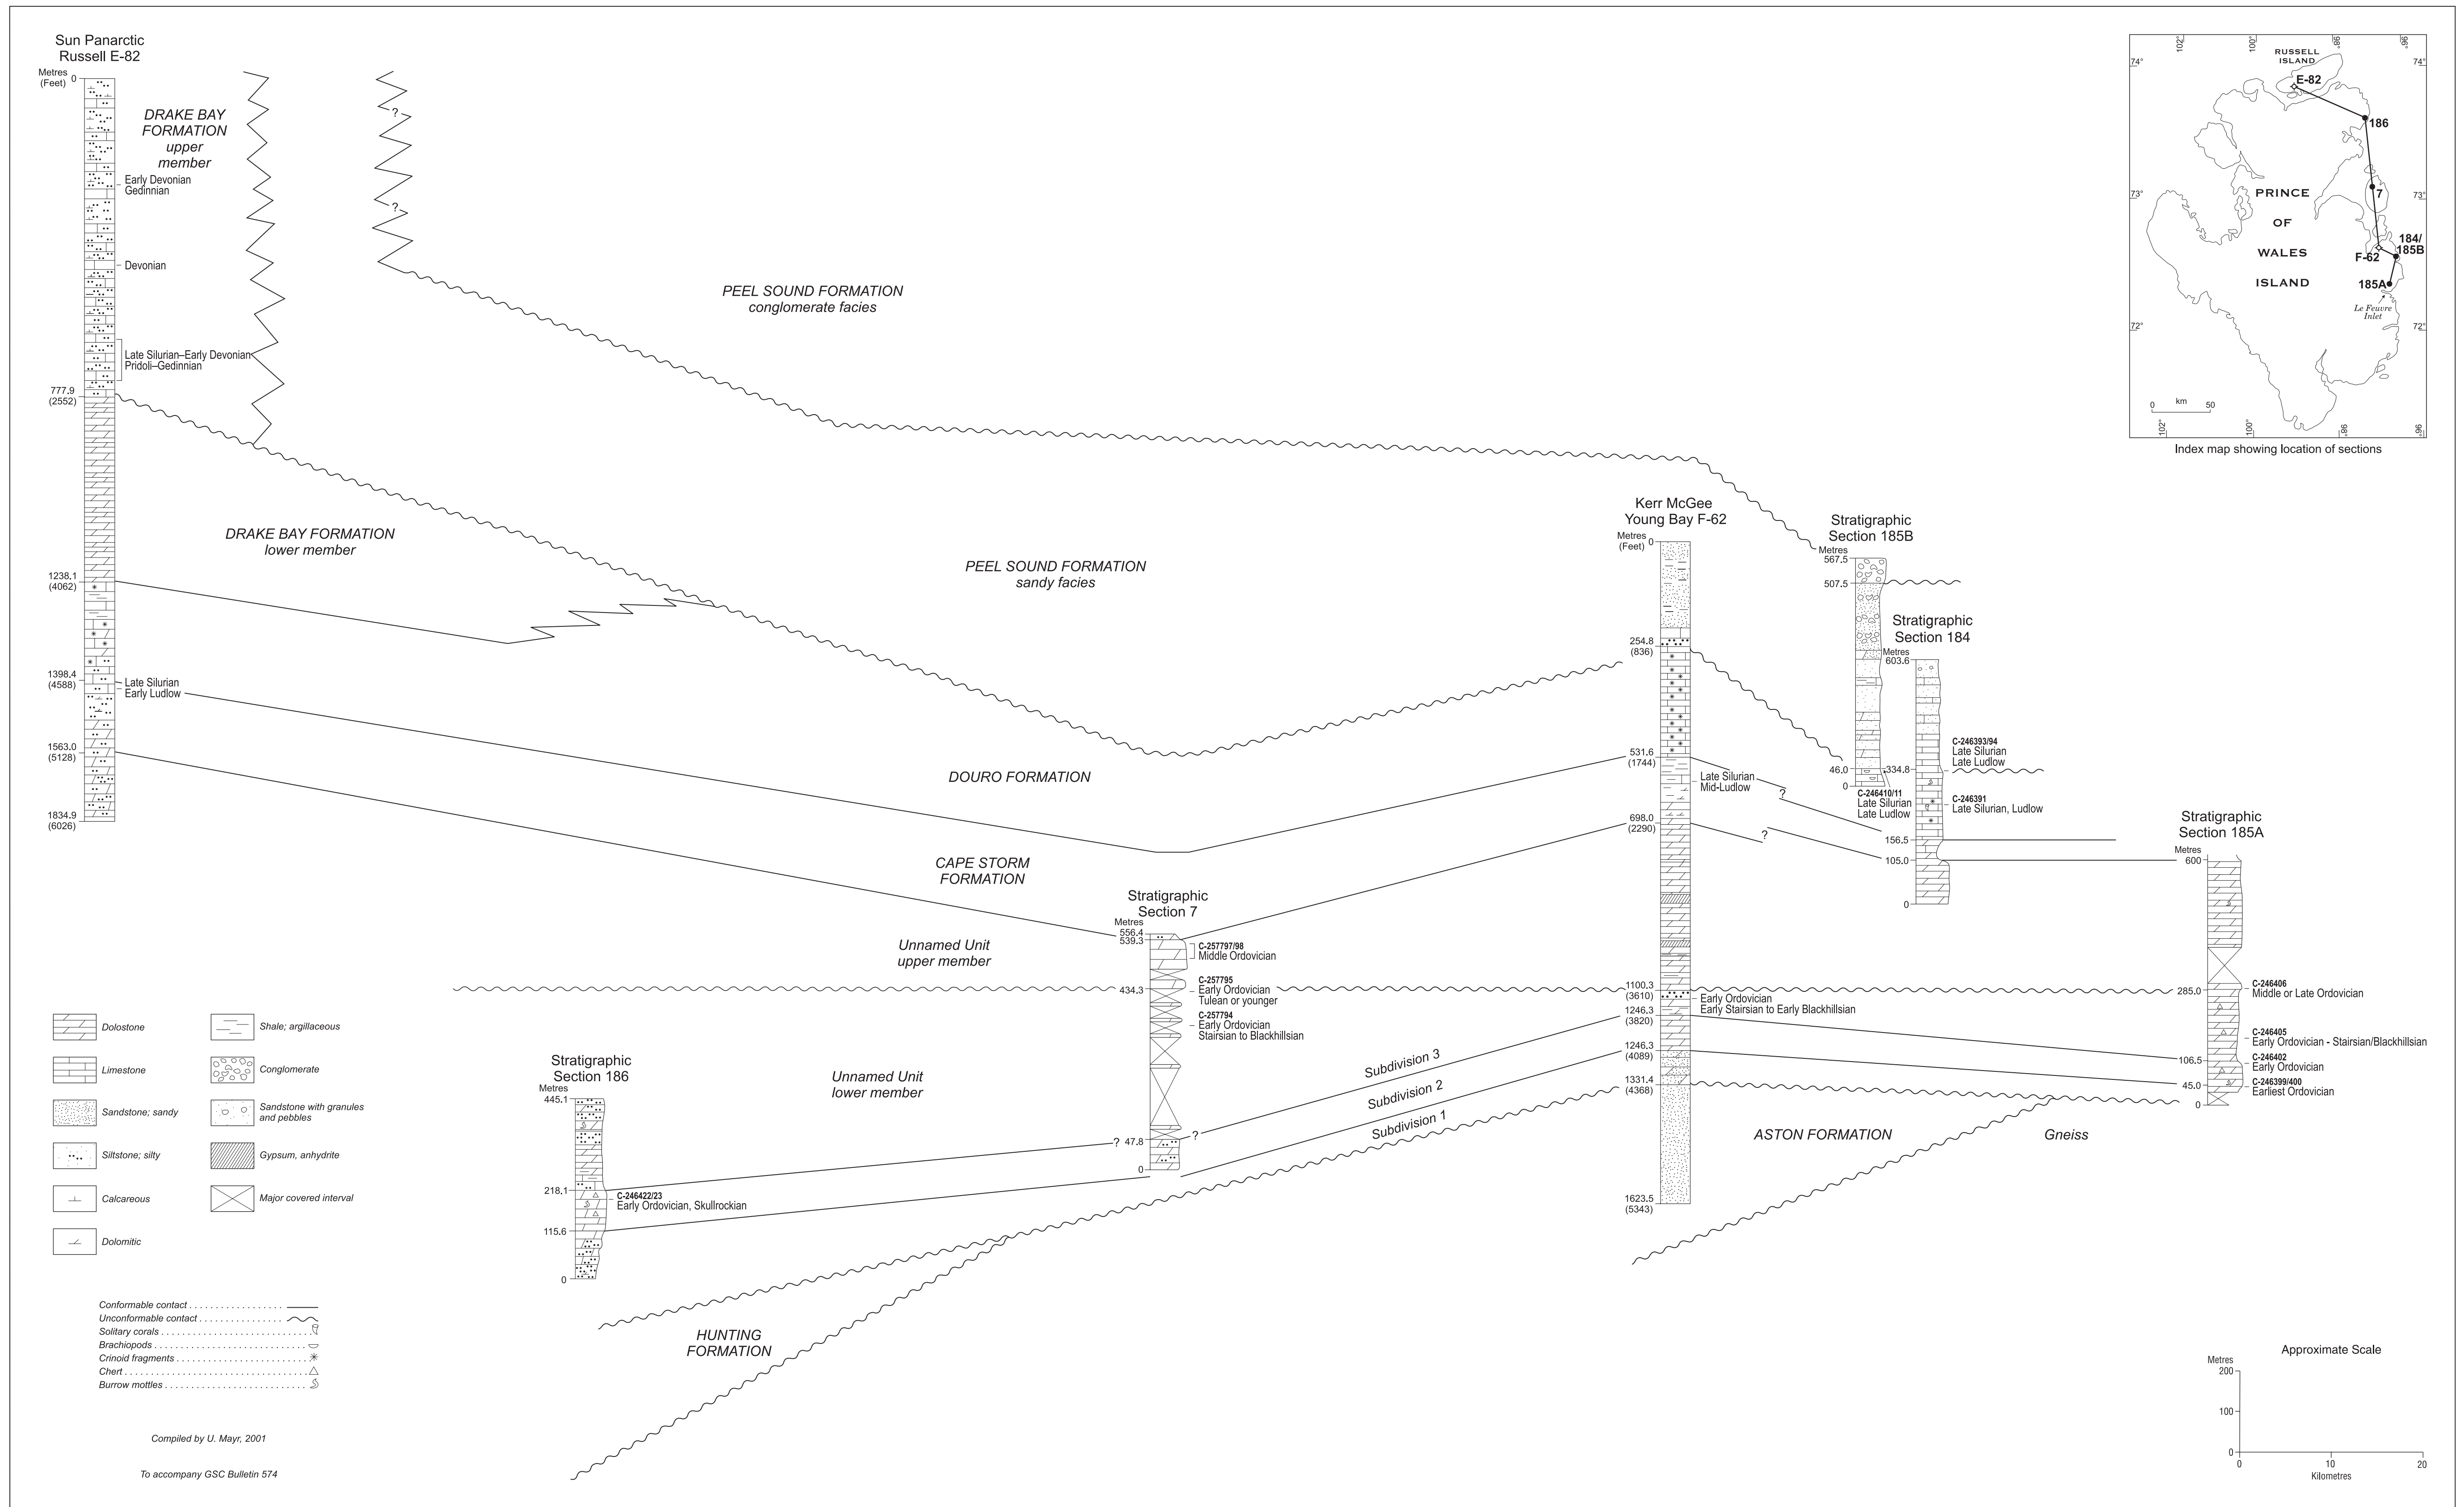 Sun Panarctic
Russell E-82
Metres
(Feet)
0
777.9
(2552)
1238.1
(4062)
1398.4
(4588)
1563.0
(5128)
1834.9
(6026)
DRAKE BAY
FORMATION
upper
member
Early Devonian
Gedinnian
Devonian
Late Silurian–Early Devonian
Pridoli–Gedinnian
Late Silurian
Early Ludlow
?
?
PEEL SOUND FORMATION
conglomerate facies
DRAKE BAY FORMATION
lower member
PEEL SOUND FORMATION
sandy facies
DOURO FORMATION
CAPE STORM
FORMATION
Unnamed Unit
upper member
Unnamed Unit
lower member
HUNTING
FORMATION
Stratigraphic
Section 186
Metres
445.1
218.1
115.6
0
C-246422/23
Early Ordovician, Skullrockian
Stratigraphic
Section 7
Metres
556.4
539.3
434.3
? 47.8
?
0
C-257797/98
Middle Ordovician
C-257795
Early Ordovician
Tulean or younger
C-257794
Early Ordovician
Stairsian to Blackhillsian
Subdivision 3
Subdivision 2
Subdivision 1
Kerr McGee
Young Bay F-62
Metres
(Feet)
0
254.8
(836)
531.6
(1744)
698.0
(2290)
1100.3
(3610)
1246.3
(3820)
1246.3
(4089)
1331.4
(4368)
1623.5
(5343)
Late Silurian
Mid-Ludlow
?
?
Early Ordovician
Early Stairsian to Early Blackhillsian
ASTON FORMATION
Gneiss
Stratigraphic
Section 185B
Metres
567.5
507.5
46.0
0
C-246410/11
Late Silurian
Late Ludlow
Stratigraphic
Section 184
Metres
603.6
334.8
156.5
105.0
0
C-246393/94
Late Silurian
Late Ludlow
C-246391
Late Silurian, Ludlow
Stratigraphic
Section 185A
Metres
600
285.0
106.5
45.0
0
C-246406
Middle or Late Ordovician
C-246405
Early Ordovician - Stairsian/Blackhillsian
C-246402
Early Ordovician
C-246399/400
Earliest Ordovician
102°
100°
98°
96°
74°
74°
73°
73°
72°
72°
102°
100°
98°
96°
RUSSELL
ISLAND
E-82
186
7
184/
185B
F-62
185A
Le Feuvre
Inlet
PRINCE
OF
WALES
ISLAND
0 km 50
Index map showing location of sections
Dolostone
Limestone
Sandstone; sandy
Siltstone; silty
Calcareous
Dolomitic
Shale; argillaceous
Conglomerate
Sandstone with granules
and pebbles
Gypsum, anhydrite
Major covered interval
Conformable contact
Unconformable contact
Solitary corals
Brachiopods
Crinoid fragments
Chert
Burrow mottles
Compiled by U. Mayr, 2001
To accompany GSC Bulletin 574
Approximate Scale
Metres
200
100
0
0 10 20
Kilometres